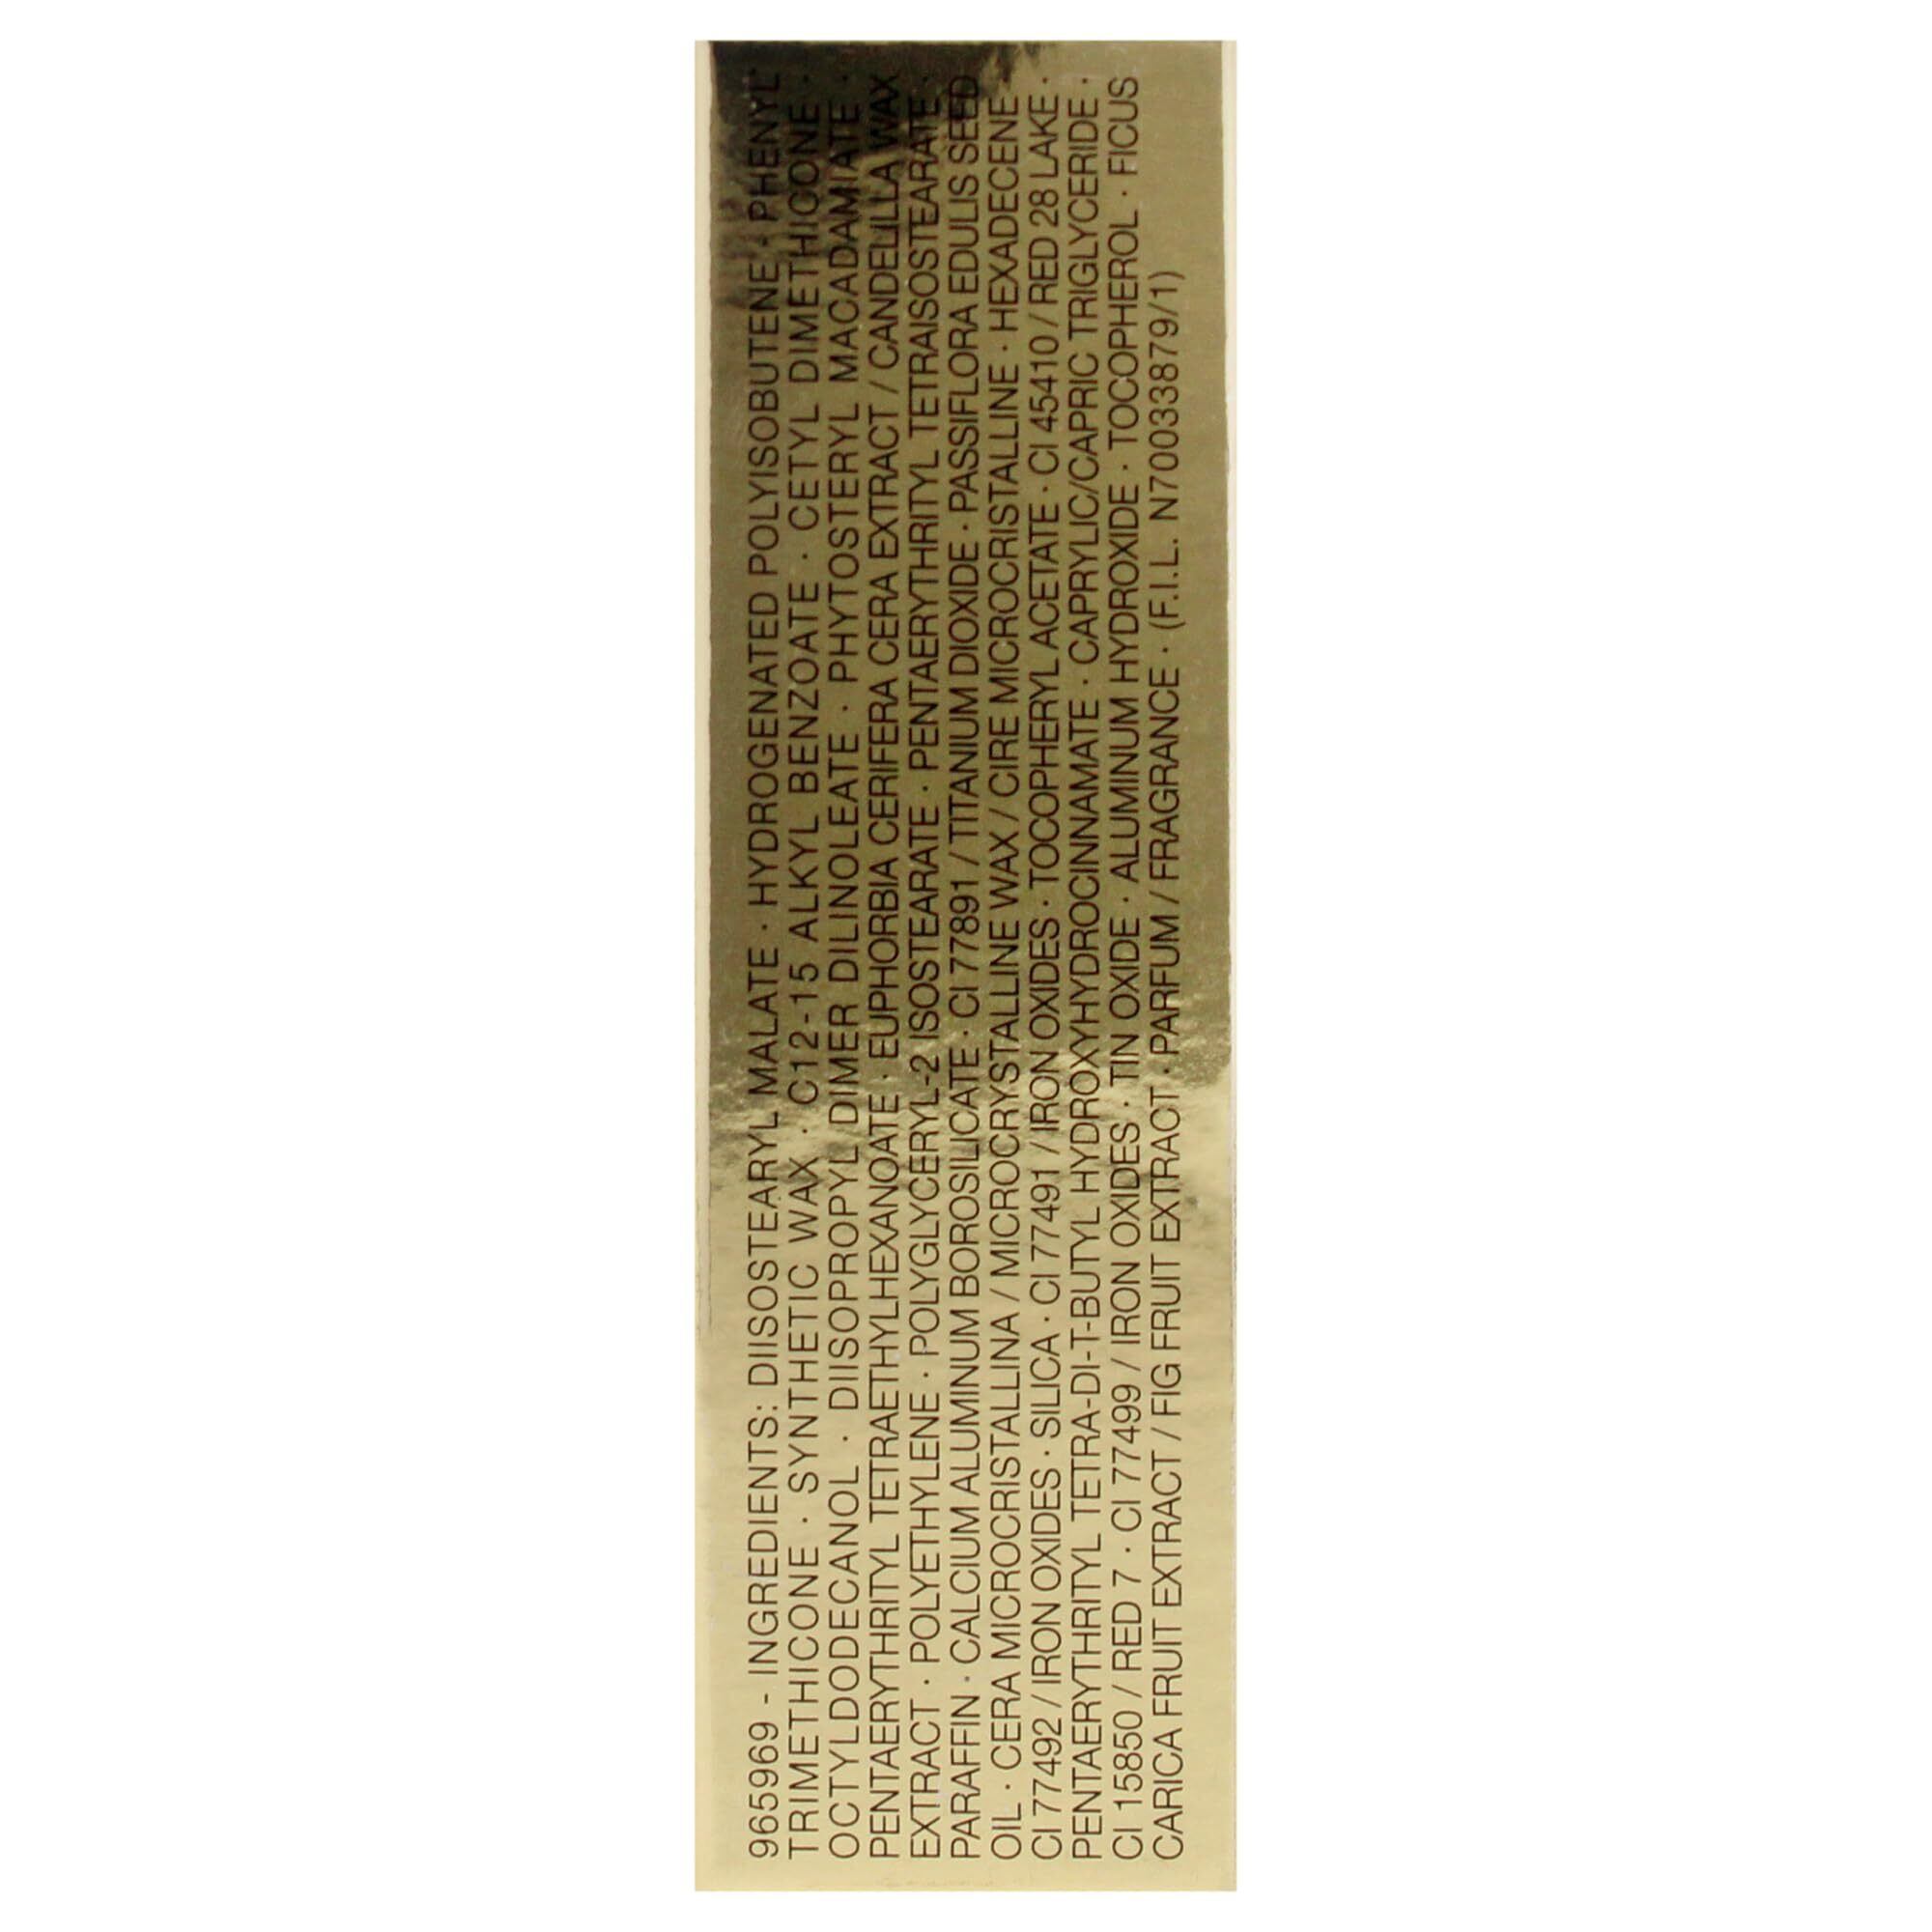 965969 - INGREDIENTS: DIISOSTEARYL MALATE · HYDROGENATED POLYISOBUTENE · PHENYL
TRIMETHICONE · SYNTHETIC WAX · C12-15 ALKYL BENZOATE · CETYL DIMETHICONE ·
OCTYLDODECANOL · DIISOPROPYL DIMER DILINOLEATE · PHYTOSTERYL MACADAMIATE ·
PENTAERYTHRITYL TETRAETHYLHEXANOATE · EUPHORBIA CERIFERA CERA EXTRACT / CANDELILLA WAX
EXTRACT · POLYETHYLENE · POLYGLYCERYL-2 ISOSTEARATE · PENTAERYTHRITYL TETRAISOSTEARATE ·
PARAFFIN · CALCIUM ALUMINUM BOROSILICATE · CI 77891 / TITANIUM DIOXIDE · PASSIFLORA EDULIS SEED
OIL · CERA MICROCRISTALLINA / MICROCRYSTALLINE WAX / CIRE MICROCRISTALLINE · HEXADECENE ·
CI 77492 / IRON OXIDES · SILICA · CI 77491 / IRON OXIDES · TOCOPHERYL ACETATE · CI 45410 / RED 28 LAKE ·
PENTAERYTHRITYL TETRA-DI-T-BUTYL HYDROXYHYDROCINNAMATE · CAPRYLIC/CAPRIC TRIGLYCERIDE ·
CI 15850 / RED 7 · CI 77499 / IRON OXIDES · TIN OXIDE · ALUMINUM HYDROXIDE · TOCOPHEROL · FICUS
CARICA FRUIT EXTRACT / FIG FRUIT EXTRACT · PARFUM / FRAGRANCE · (F.I.L. N70033879/1)